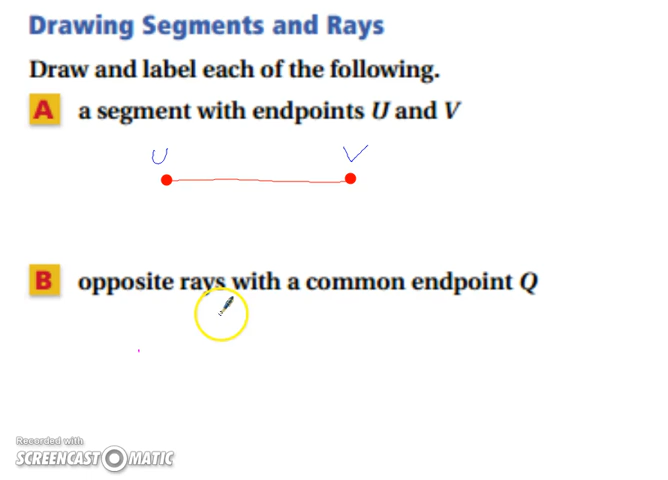 Drawing Segments and Rays
Draw and label each of the following.
A a segment with endpoints U and V
U V
B opposite rays with a common endpoint Q
Recorded with
SCREENCAST-O-MATIC